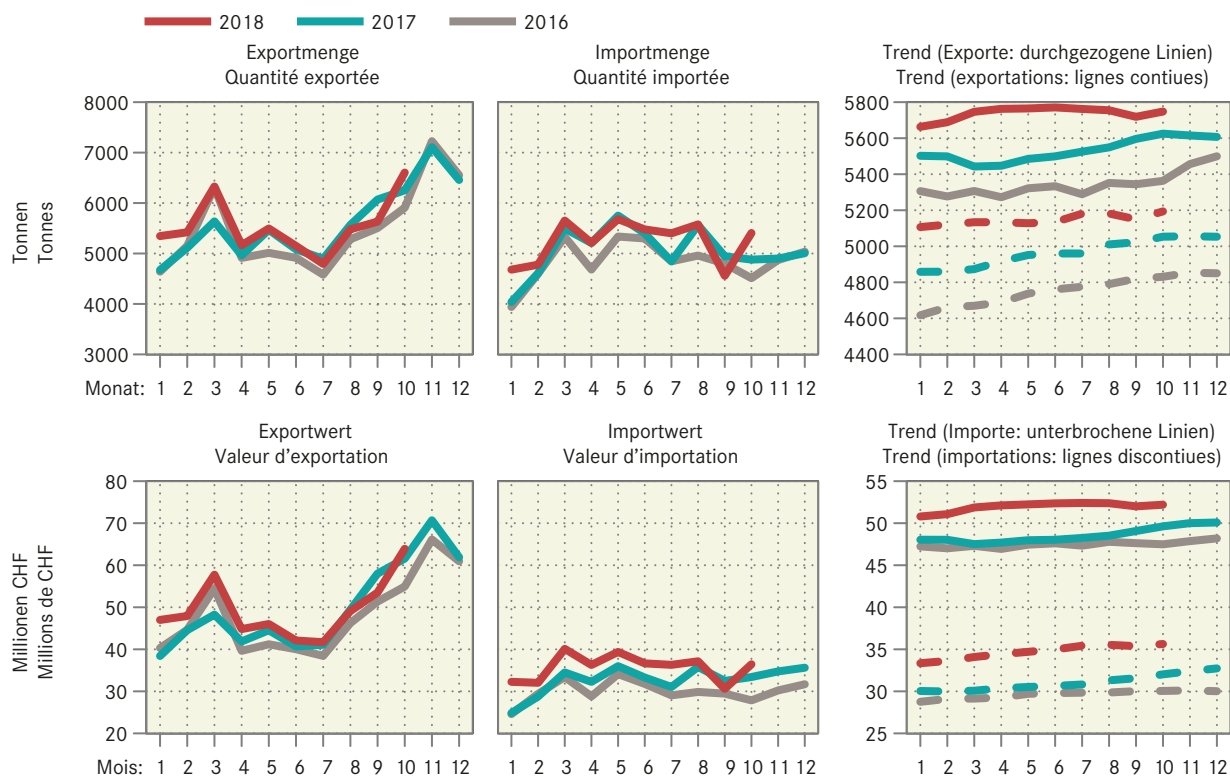 2018 2017 2016
Exportmenge
Quantité exportée
Importmenge
Quantité importée
Trend (Exporte: durchgezogene Linien)
Trend (exportations: lignes contiues)
Tonnen
Tonnes
8000
7000
6000
5000
4000
3000
5800
5600
5400
5200
5000
4800
4600
4400
Monat: 1 2 3 4 5 6 7 8 9 10 11 12
1 2 3 4 5 6 7 8 9 10 11 12
1 2 3 4 5 6 7 8 9 10 11 12
Exportwert
Valeur d’exportation
Importwert
Valeur d’importation
Trend (Importe: unterbrochene Linien)
Trend (importations: lignes discontiues)
Millionen CHF
Millions de CHF
80
70
60
50
40
30
20
55
50
45
40
35
30
25
Mois: 1 2 3 4 5 6 7 8 9 10 11 12
1 2 3 4 5 6 7 8 9 10 11 12
1 2 3 4 5 6 7 8 9 10 11 12